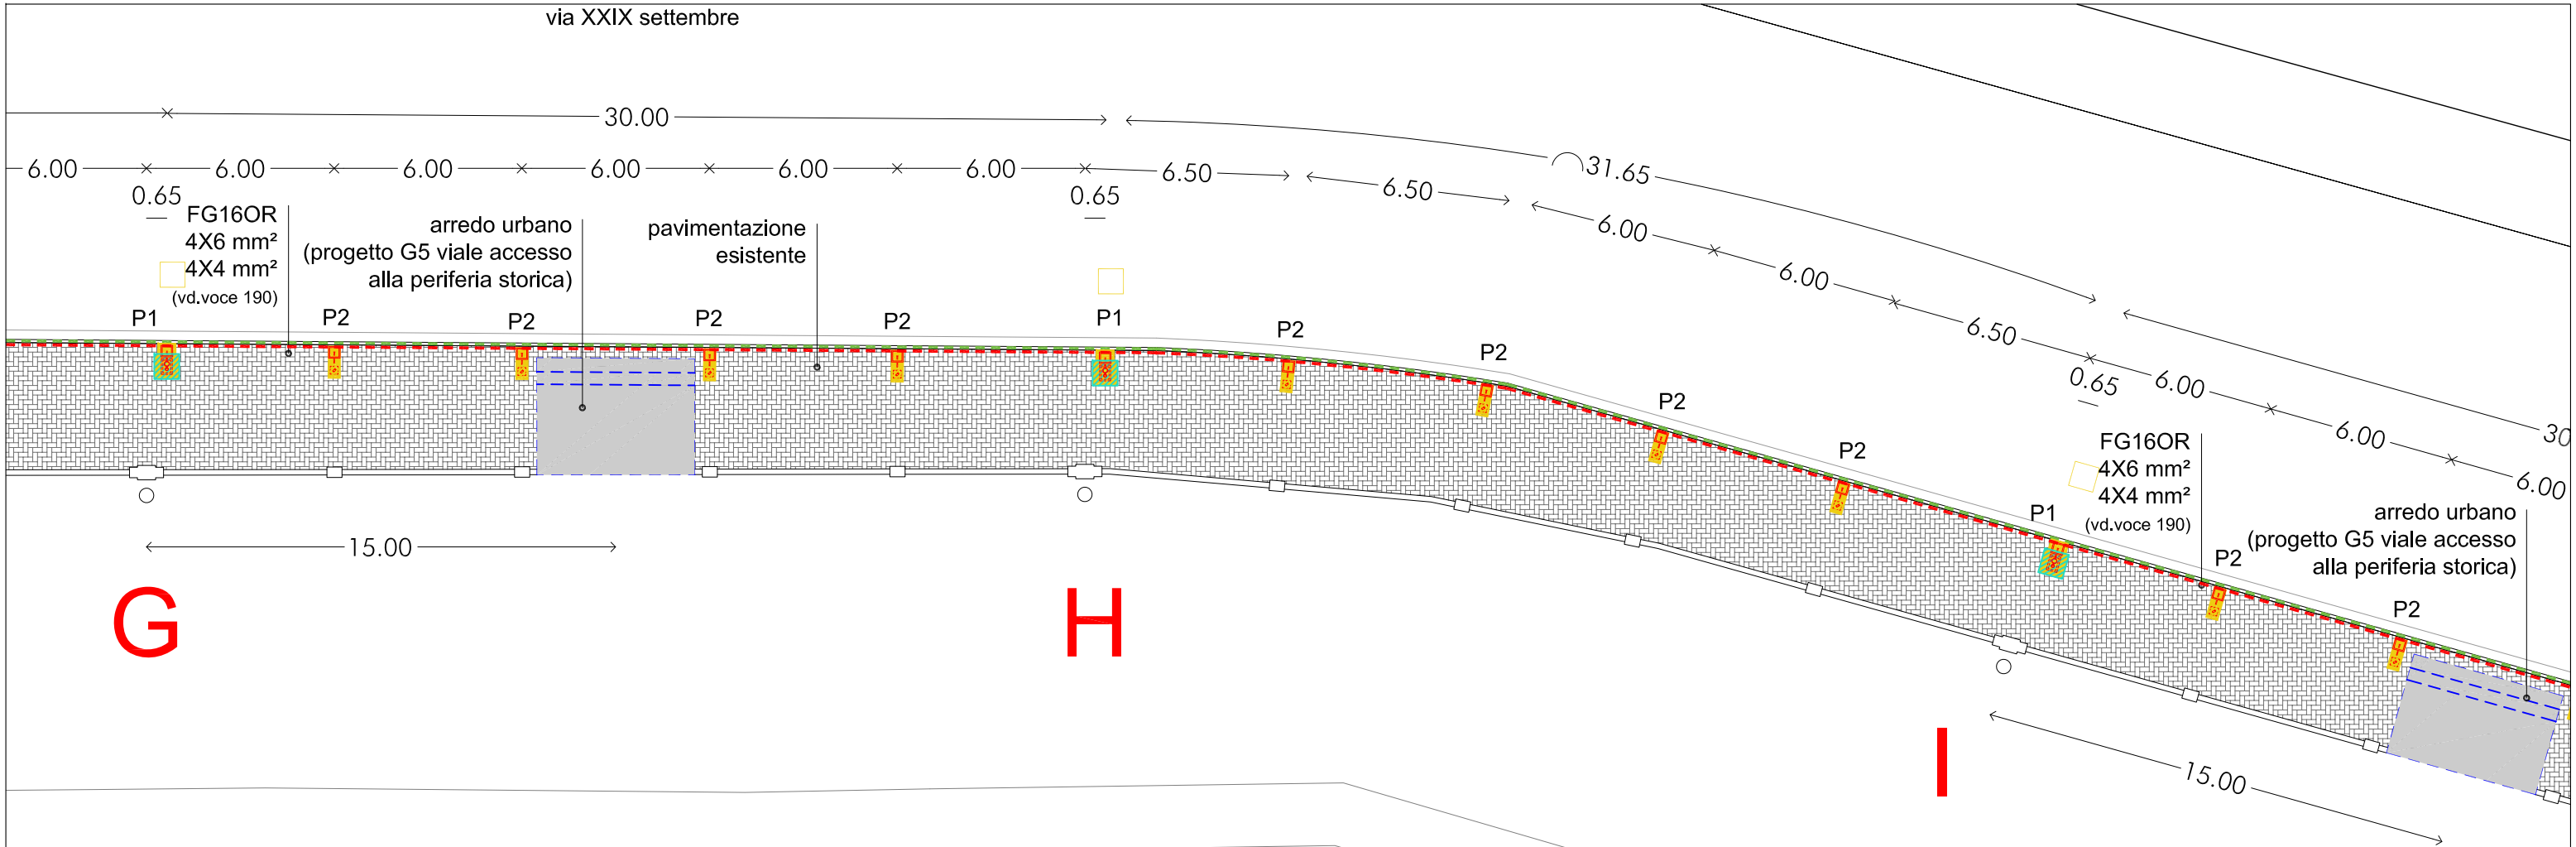 via XXIX settembre
30.00
31.65
6.00
6.00
6.00
6.00
6.00
6.00
6.50
6.50
6.00
6.00
6.50
6.00
6.00
6.00
30
0.65
0.65
0.65
FG16OR
4X6 mm²
4X4 mm²
(vd.voce 190)
arredo urbano
(progetto G5 viale accesso
alla periferia storica)
pavimentazione
esistente
P1
P2
P2
P2
P2
P1
P2
P2
P2
P2
P1
P2
P2
FG16OR
4X6 mm²
4X4 mm²
(vd.voce 190)
arredo urbano
(progetto G5 viale accesso
alla periferia storica)
15.00
15.00
G
H
I